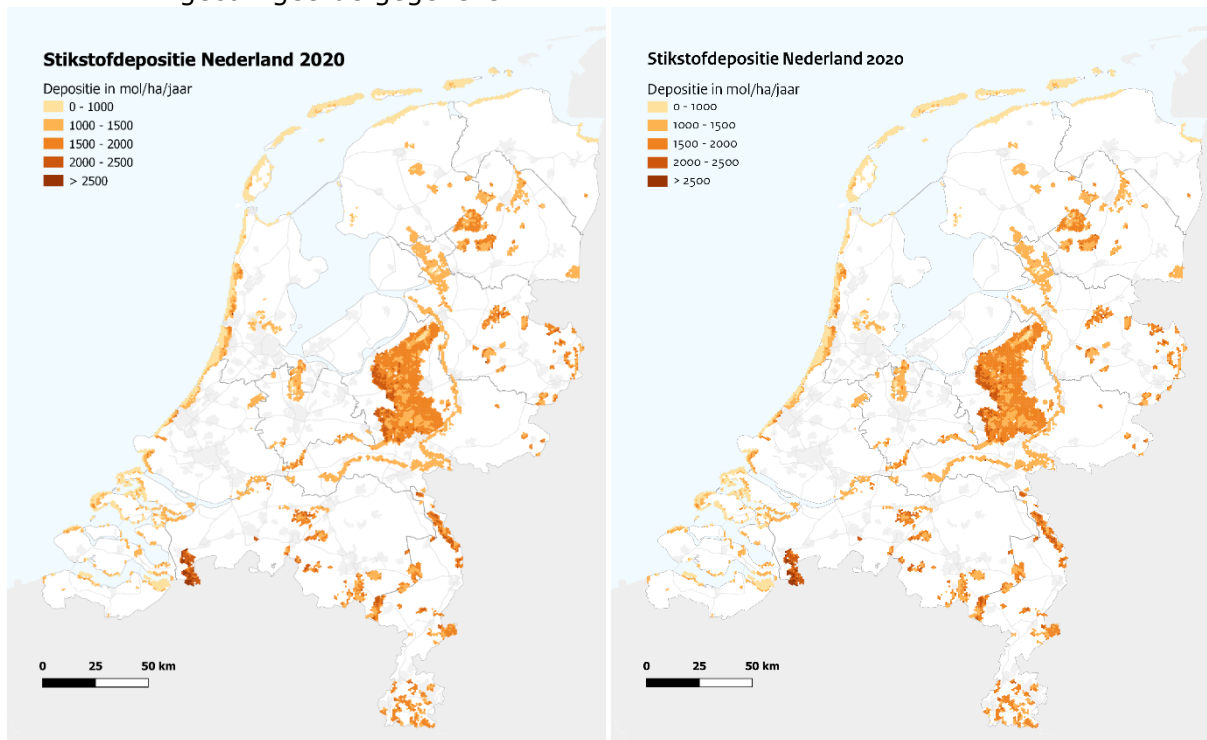 Stikstofdepositie Nederland 2020
Depositie in mol/ha/jaar
0 - 1000
1000 - 1500
1500 - 2000
2000 - 2500
> 2500
0 25 50 km
Stikstofdepositie Nederland 2020
Depositie in mol/ha/jaar
0 - 1000
1000 - 1500
1500 - 2000
2000 - 2500
> 2500
0 25 50 km